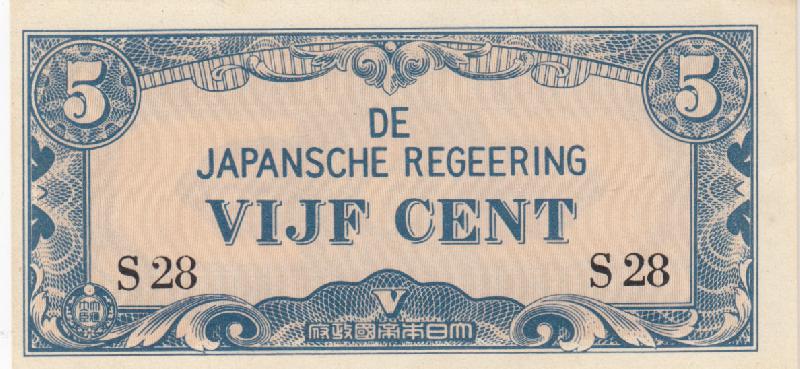 5 5
DE
JAPANSCHE REGEERING
VIJF CENT
S 28 S 28
V
府政國帝本日大